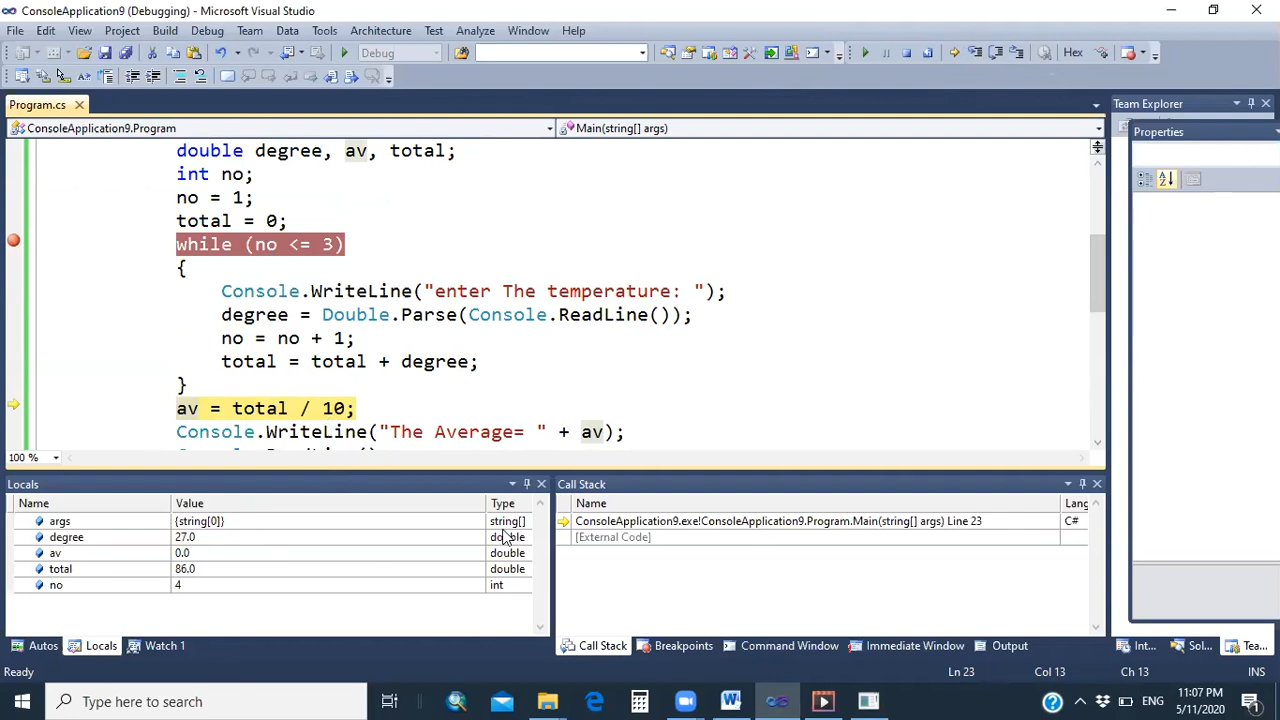 ConsoleApplication9 (Debugging) - Microsoft Visual Studio
File Edit View Project Build Debug Team Data Tools Architecture Test Analyze Window Help
Debug Hex
Program.cs
ConsoleApplication9.Program Main(string[] args)
double degree, av, total;
int no;
no = 1;
total = 0;
while (no <= 3)
{
Console.WriteLine("enter The temperature: ");
degree = Double.Parse(Console.ReadLine());
no = no + 1;
total = total + degree;
}
av = total / 10;
Console.WriteLine("The Average= " + av);
100 %
Team Explorer
Properties
Locals
Name Value Type
args {string[0]} string[]
degree 27.0 double
av 0.0 double
total 86.0 double
no 4 int
Call Stack
Name Lang
ConsoleApplication9.exe!ConsoleApplication9.Program.Main(string[] args) Line 23 C#
[External Code]
Autos Locals Watch 1
Call Stack Breakpoints Command Window Immediate Window Output
Int... Sol... Tea...
Ready Ln 23 Col 13 Ch 13 INS
Type here to search
ENG
11:07 PM
5/11/2020